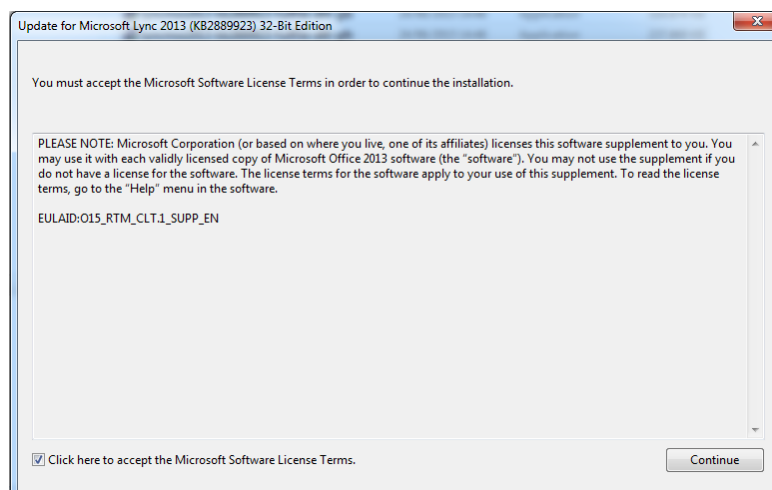 Update for Microsoft Lync 2013 (KB2889923) 32-Bit Edition
You must accept the Microsoft Software License Terms in order to continue the installation.
PLEASE NOTE: Microsoft Corporation (or based on where you live, one of its affiliates) licenses this software supplement to you. You
may use it with each validly licensed copy of Microsoft Office 2013 software (the “software”). You may not use the supplement if you
do not have a license for the software. The license terms for the software apply to your use of this supplement. To read the license
terms, go to the “Help” menu in the software.
EULAID:O15_RTM_CLT.1_SUPP_EN
Click here to accept the Microsoft Software License Terms.
Continue